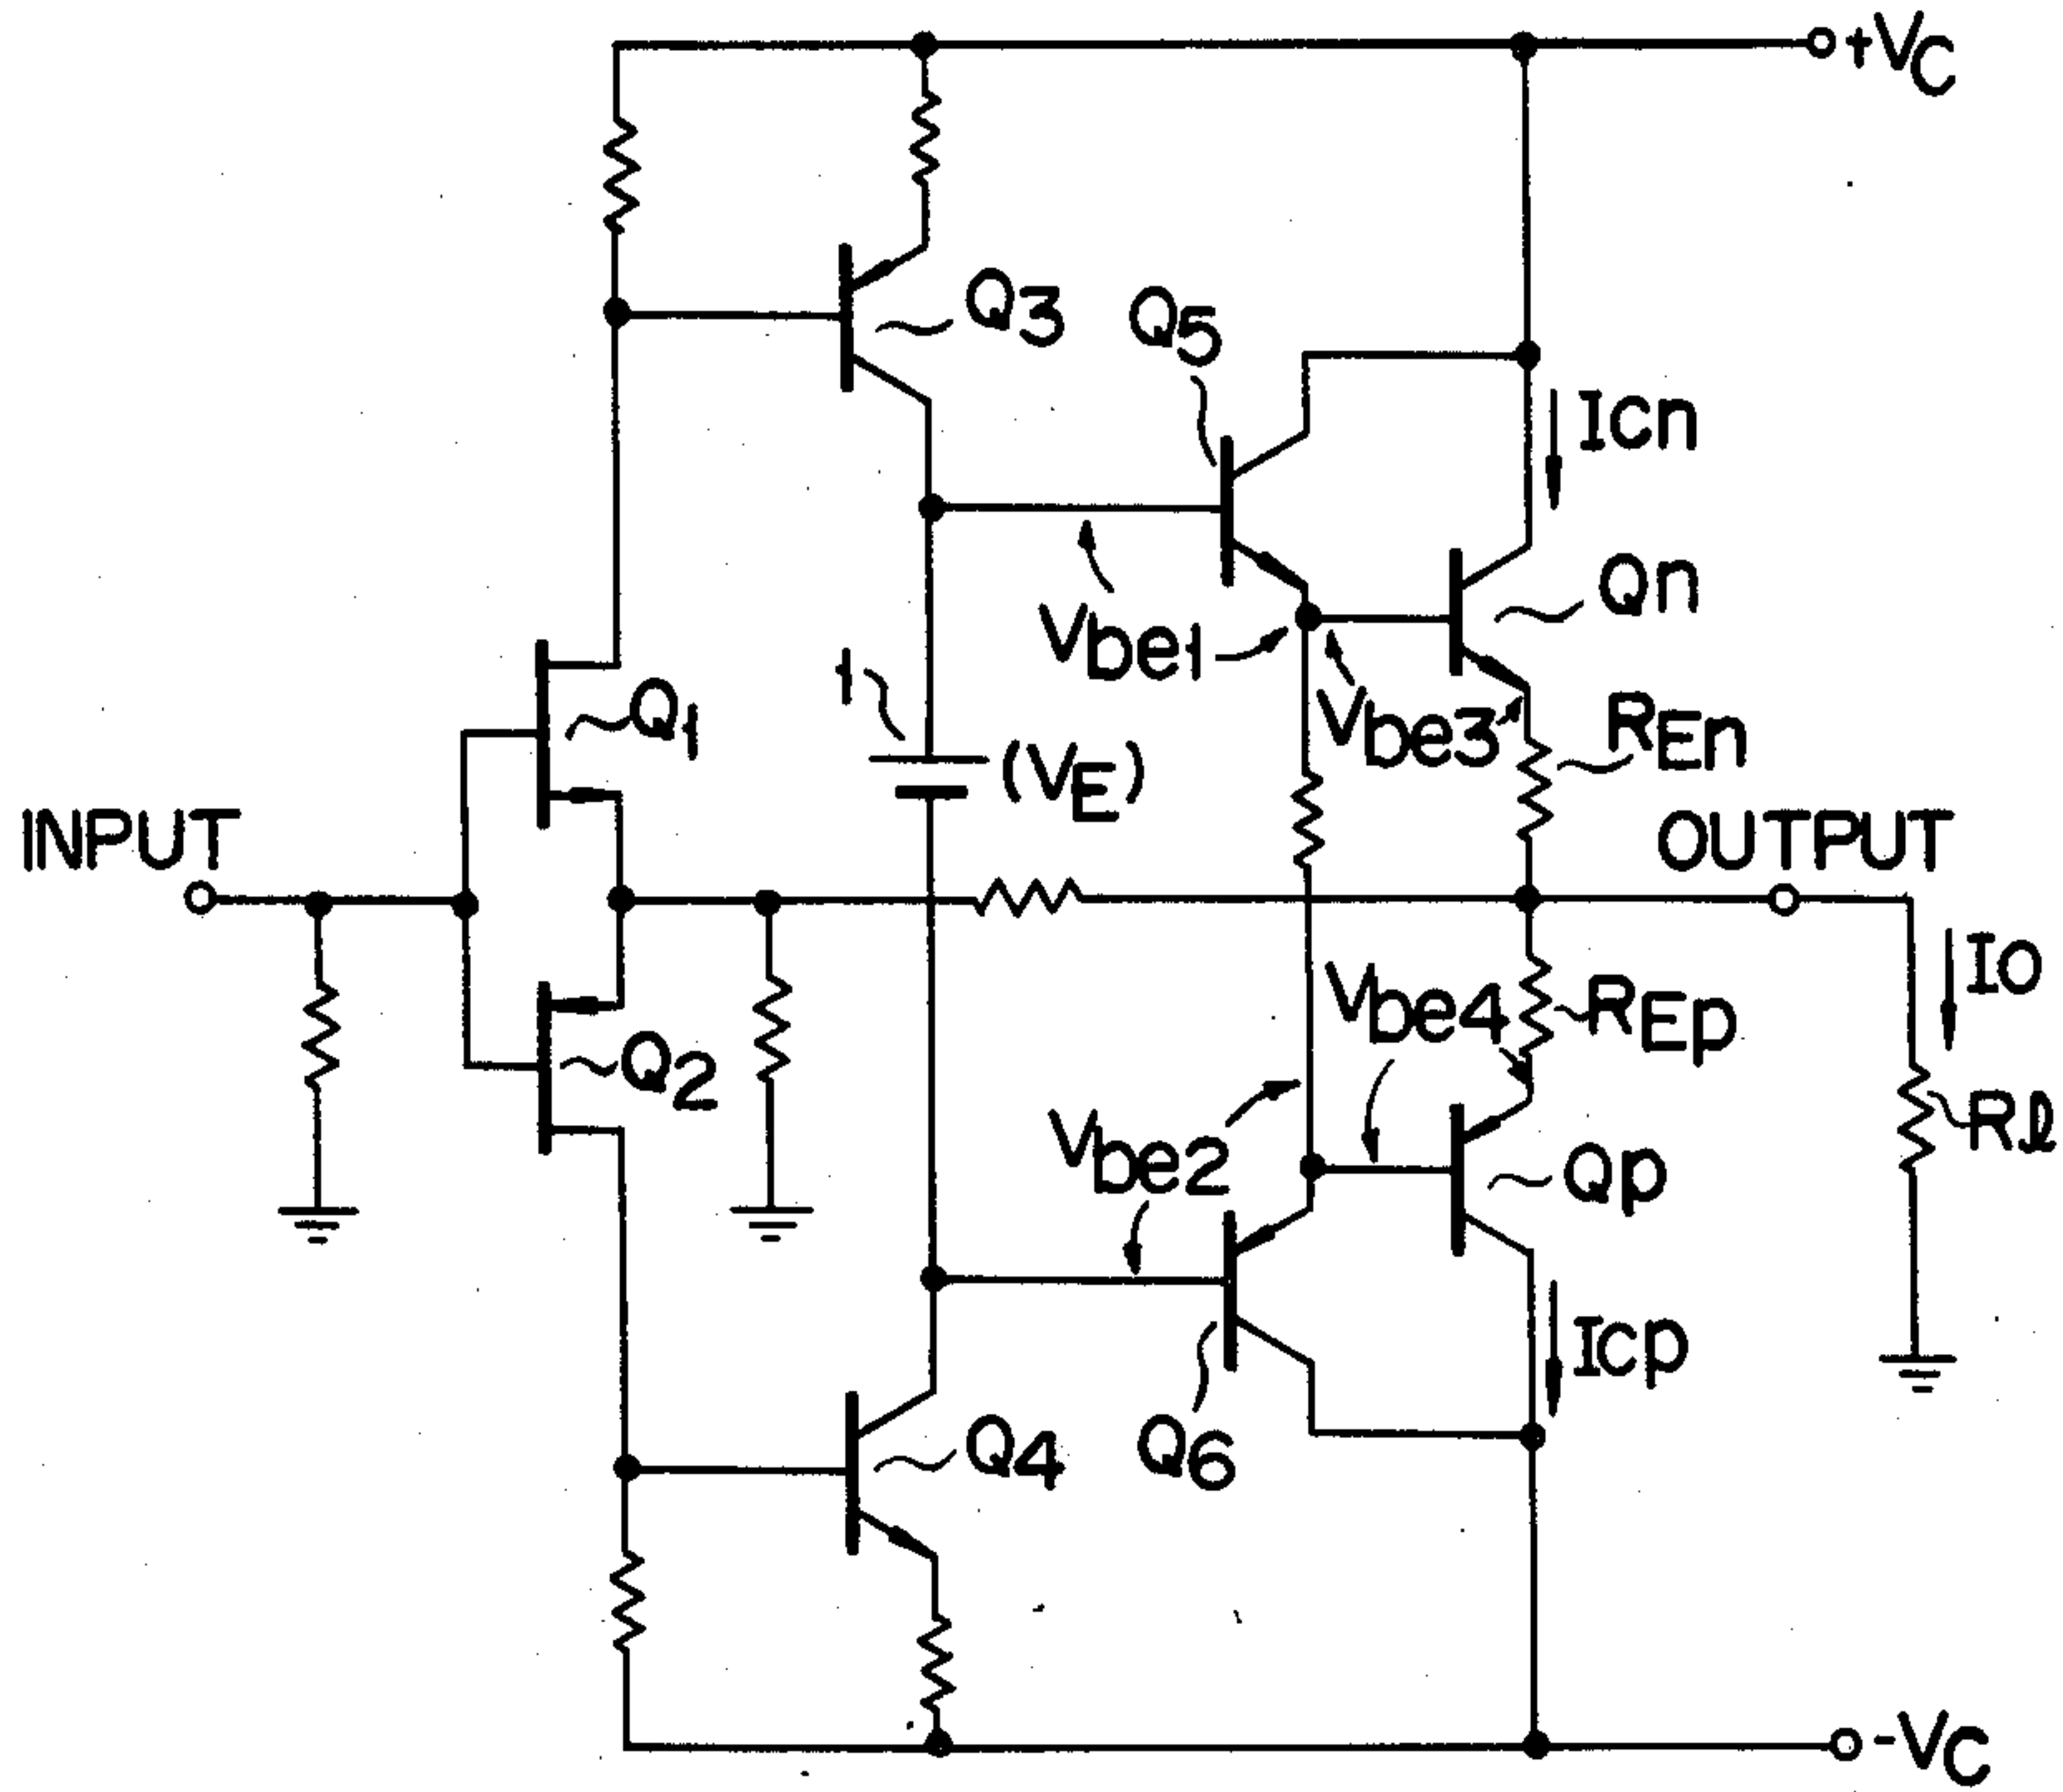 +VC
Q3
Q5
ICn
Qn
Vbe1
1
Q1
(VE)
Vbe3
REn
INPUT
OUTPUT
IO
Vbe4
REp
Q2
Rℓ
Vbe2
Qp
ICp
Q4
Q6
-VC